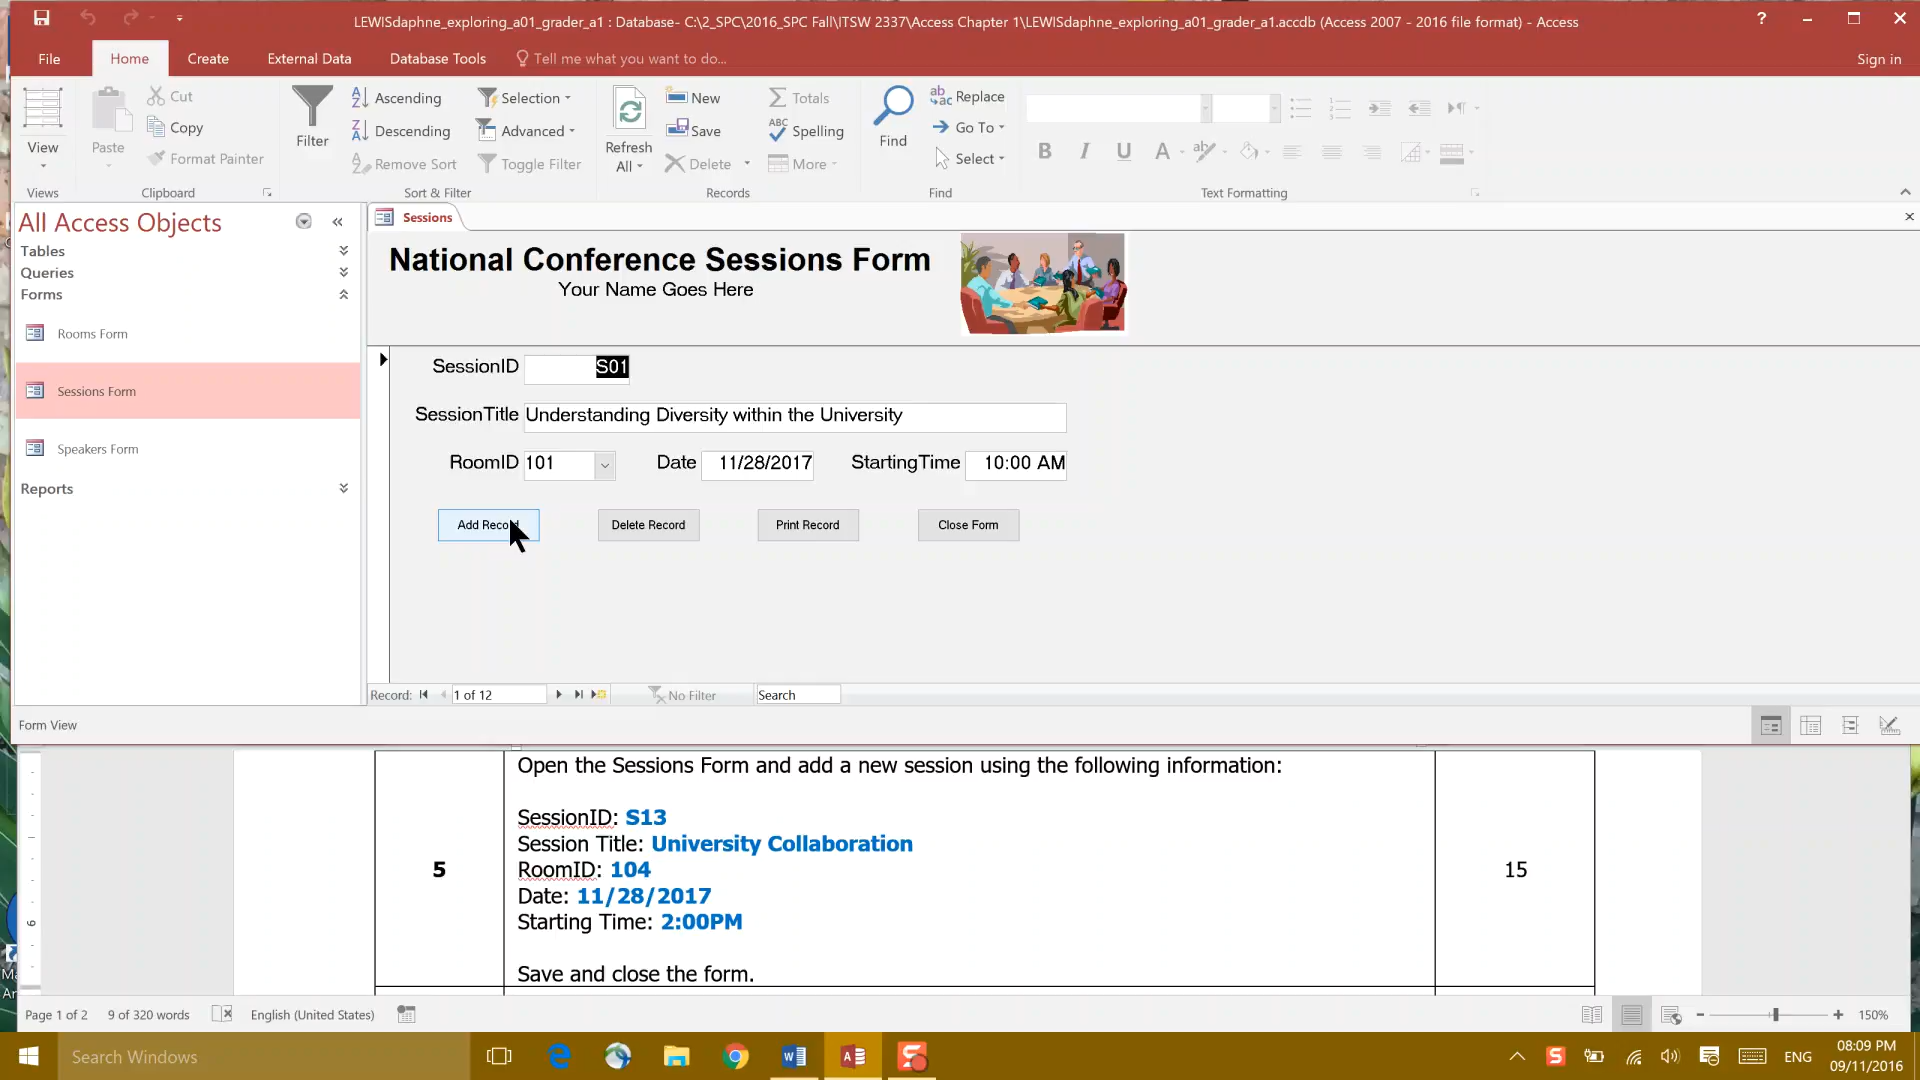 LEWISdaphne_exploring_a01_grader_a1 : Database- C:\2_SPC\2016_SPC Fall\ITSW 2337\Access Chapter 1\LEWISdaphne_exploring_a01_grader_a1.accdb (Access 2007 - 2016 file format) - Access
File Home Create External Data Database Tools Tell me what you want to do... Sign in
View Paste Cut Copy Format Painter
Filter Ascending Descending Remove Sort Selection Advanced Toggle Filter
Refresh All New Save Delete Totals Spelling More
Find Replace Go To Select
Views Clipboard Sort & Filter Records Find Text Formatting
All Access Objects
Tables
Queries
Forms
Rooms Form
Sessions Form
Speakers Form
Reports
Sessions
National Conference Sessions Form
Your Name Goes Here
SessionID S01
SessionTitle Understanding Diversity within the University
RoomID 101 Date 11/28/2017 StartingTime 10:00 AM
Add Record Delete Record Print Record Close Form
Record: 1 of 12 No Filter Search
Form View
Open the Sessions Form and add a new session using the following information:
SessionID: S13
Session Title: University Collaboration
5 RoomID: 104 15
Date: 11/28/2017
Starting Time: 2:00PM
Save and close the form.
Page 1 of 2 9 of 320 words English (United States) 150%
Search Windows ENG 08:09 PM
09/11/2016